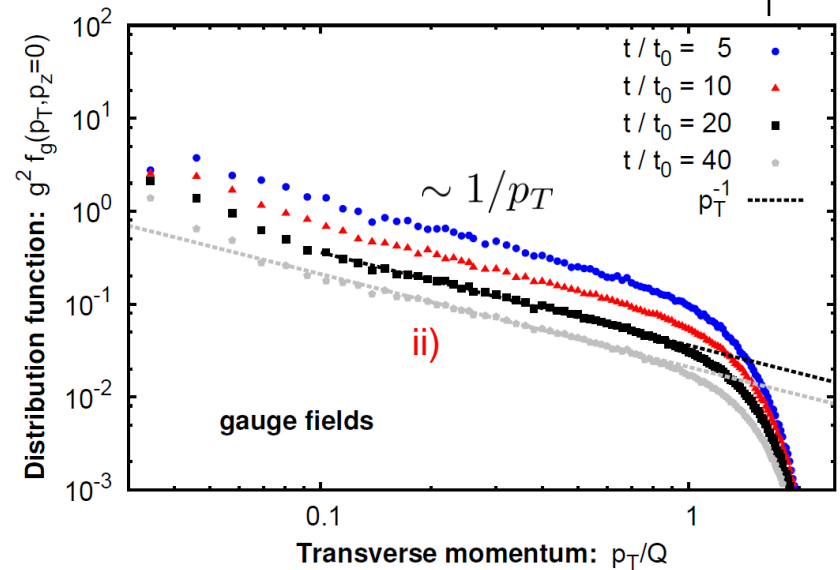 t / t₀ = 5
t / t₀ = 10
t / t₀ = 20
t / t₀ = 40
p_T⁻¹
∼ 1/p_T
ii)
gauge fields
Distribution function: g² f_g(p_T,p_z=0)
10²
10¹
10⁰
10⁻¹
10⁻²
10⁻³
0.1
1
Transverse momentum: p_T/Q